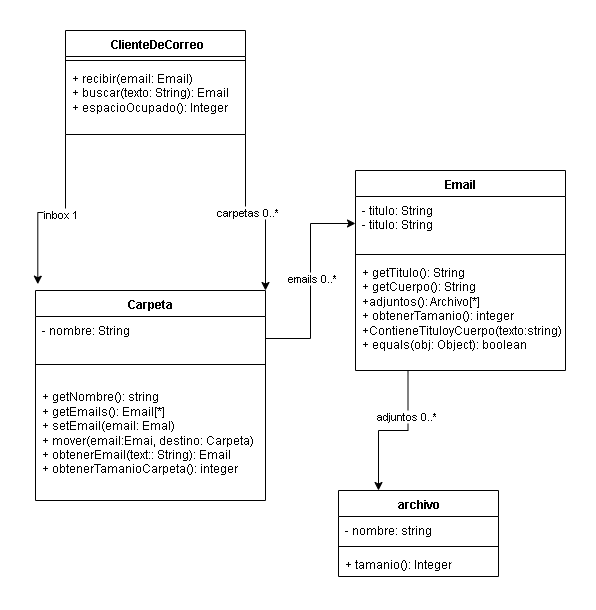 ClienteDeCorreo
+ recibir(email: Email)
+ buscar(texto: String): Email
+ espacioOcupado(): Integer
inbox 1
carpetas 0..*
Email
- titulo: String
- titulo: String
+ getTitulo(): String
+ getCuerpo(): String
+adjuntos():Archivo[*]
+ obtenerTamanio(): integer
+ContieneTituloyCuerpo(texto:string)
+ equals(obj: Object): boolean
emails 0..*
Carpeta
- nombre: String
+ getNombre(): string
+ getEmails(): Email[*]
+ setEmail(email: Emal)
+ mover(email:Emai, destino: Carpeta)
+ obtenerEmail(text:: String): Email
+ obtenerTamanioCarpeta(): integer
adjuntos 0..*
archivo
- nombre: string
+ tamanio(): Integer